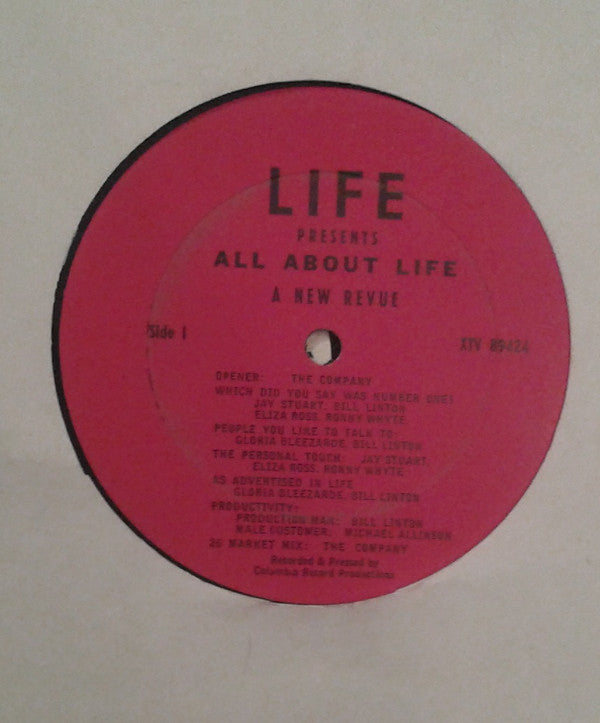 LIFE
PRESENTS
ALL ABOUT LIFE
A NEW REVUE
Side 1
XTV 89424
OPENER: THE COMPANY
WHICH DID YOU SAY WAS NUMBER ONE?
JAY STUART, BILL LINTON
ELIZA ROSS, RONNY WHYTE
PEOPLE YOU LIKE TO TALK TO:
GLORIA BLEEZARDE, BILL LINTON
THE PERSONAL TOUCH: JAY STUART,
ELIZA ROSS, RONNY WHYTE
AS ADVERTISED IN LIFE
GLORIA BLEEZARDE, BILL LINTON
PRODUCTIVITY:
PRODUCTION MAN: BILL LINTON
MALE CUSTOMER: MICHAEL ALLINSON
26 MARKET MIX: THE COMPANY
Recorded & Pressed by
Columbia Record Productions